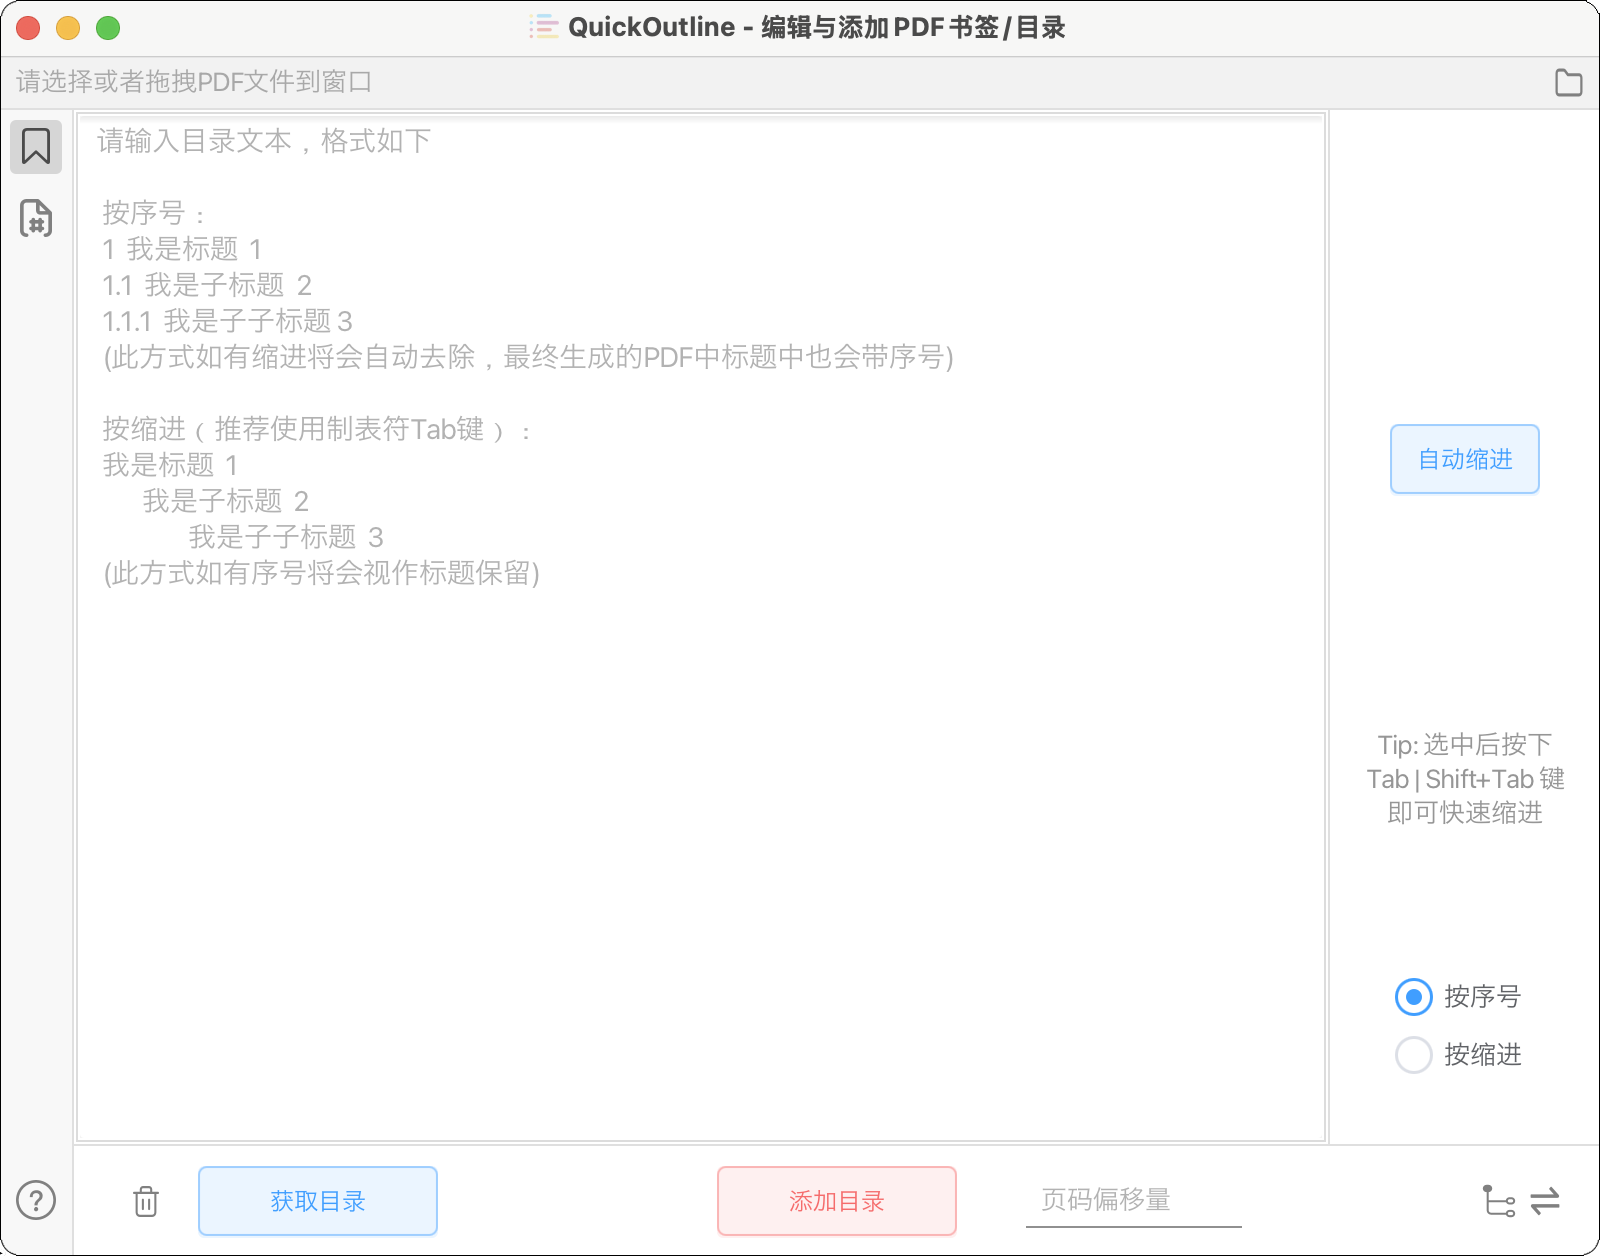 QuickOutline - 编辑与添加 PDF 书签 / 目录
请选择或者拖拽PDF文件到窗口
请输入目录文本，格式如下
按序号：
1 我是标题 1
1.1 我是子标题 2
1.1.1 我是子子标题 3
(此方式如有缩进将会自动去除，最终生成的PDF中标题中也会带序号)
按缩进（推荐使用制表符Tab键）：
我是标题 1
我是子标题 2
我是子子标题 3
(此方式如有序号将会视作标题保留)
自动缩进
Tip: 选中后按下
Tab | Shift+Tab 键
即可快速缩进
按序号
按缩进
获取目录
添加目录
页码偏移量